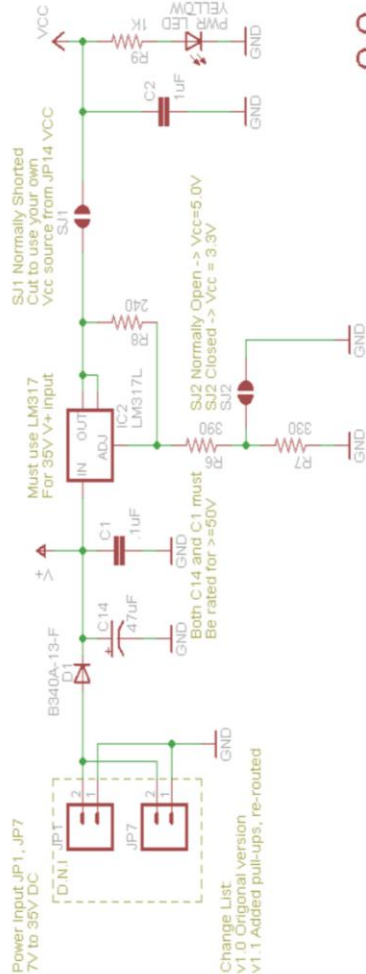 Power Input JP1, JP7
7V to 35V DC
D.N.I
JP1
2
1
JP7
2
1
GND
Change List
v1.0 Origonal version
v1.1 Added pull-ups, re-routed
B340A-13-F
D1
C14
47uF
GND
V+
C1
.1uF
GND
Both C14 and C1 must
Be rated for >=50V
Must use LM317
For 35V V+ input
IN
OUT
ADJ
IC2
LM317L
R8
240
R6
390
R7
330
GND
SJ2 Normally Open -> Vcc=5.0V
SJ2 Closed -> Vcc = 3.3V
SJ2
GND
SJ1 Normally Shorted
Cut to use your own
Vcc source from JP14 VCC
SJ1
C2
1uF
GND
VCC
R9
1K
PWR_LED
YELLOW
GND